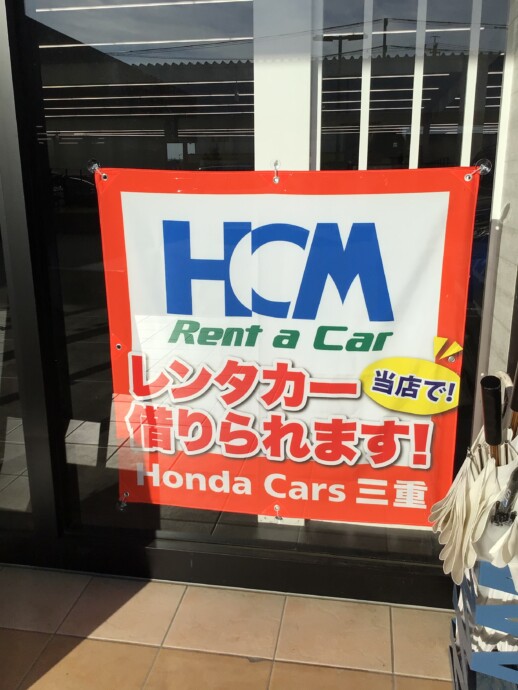 HCM
Rent a Car
レンタカー
当店で!
借りられます!
Honda Cars 三重